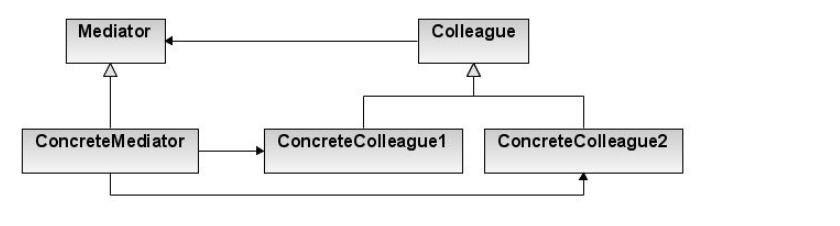 Mediator
Colleague
ConcreteMediator
ConcreteColleague1
ConcreteColleague2